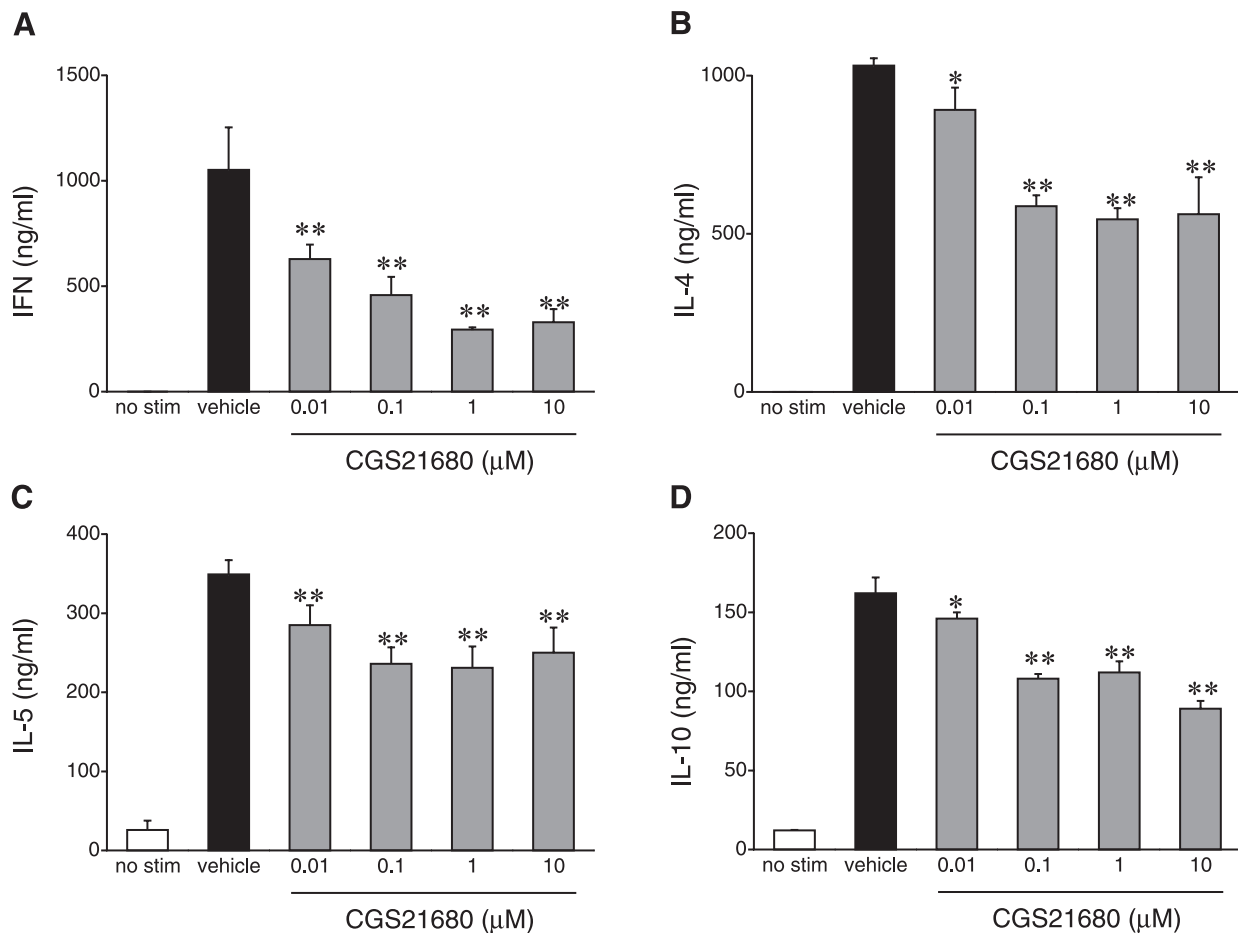 A
IFN (ng/ml)
1500
1000
500
0
**
**
**
**
no stim vehicle 0.01 0.1 1 10
CGS21680 (μM)
B
IL-4 (ng/ml)
1000
500
0
*
**
**
**
no stim vehicle 0.01 0.1 1 10
CGS21680 (μM)
C
IL-5 (ng/ml)
400
300
200
100
0
**
**
**
**
no stim vehicle 0.01 0.1 1 10
CGS21680 (μM)
D
IL-10 (ng/ml)
200
150
100
50
0
*
**
**
**
no stim vehicle 0.01 0.1 1 10
CGS21680 (μM)